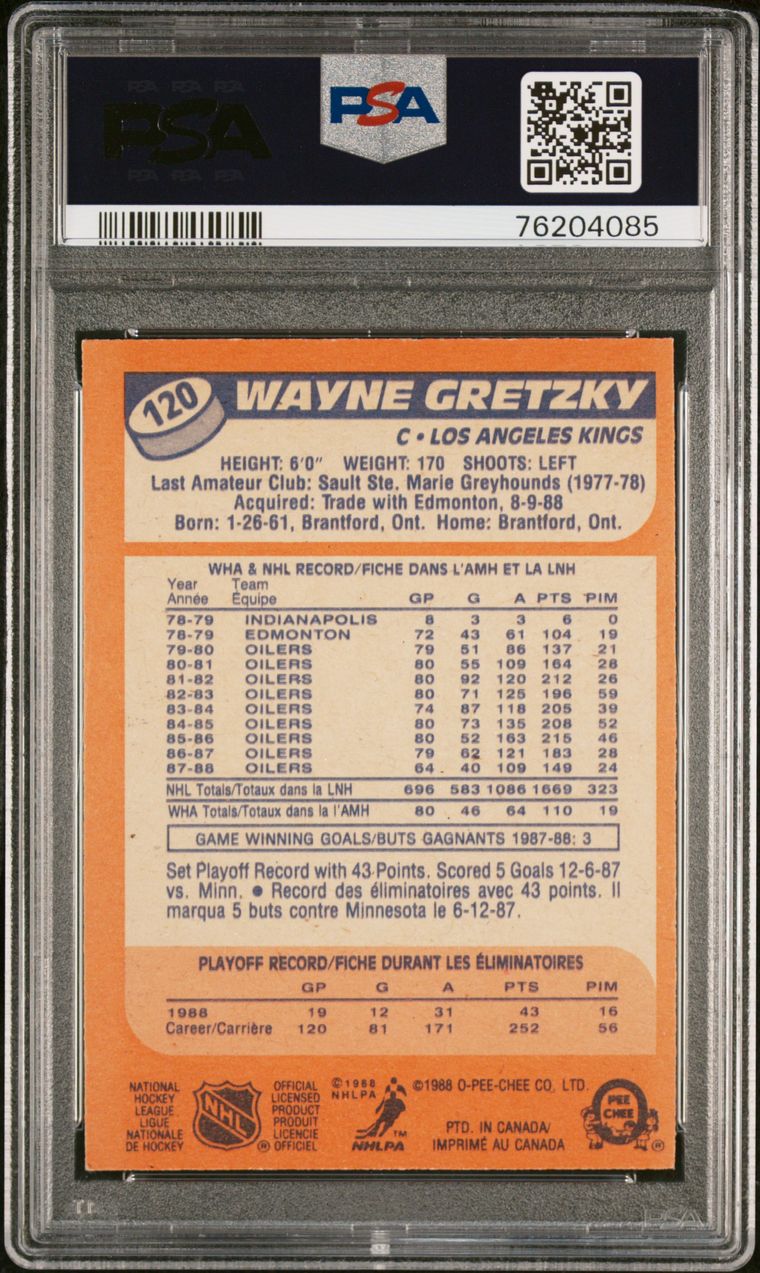 PSA PSA PSA
PSA
PSA PSA PSA
PSA
76204085
120
WAYNE GRETZKY
C • LOS ANGELES KINGS
HEIGHT: 6'0" WEIGHT: 170 SHOOTS: LEFT
Last Amateur Club: Sault Ste. Marie Greyhounds (1977-78)
Acquired: Trade with Edmonton, 8-9-88
Born: 1-26-61, Brantford, Ont. Home: Brantford, Ont.
WHA & NHL RECORD/FICHE DANS L'AMH ET LA LNH
Year Team
Année Équipe GP G A PTS PIM
78-79 INDIANAPOLIS 8 3 3 6 0
78-79 EDMONTON 72 43 61 104 19
79-80 OILERS 79 51 86 137 21
80-81 OILERS 80 55 109 164 28
81-82 OILERS 80 92 120 212 26
82-83 OILERS 80 71 125 196 59
83-84 OILERS 74 87 118 205 39
84-85 OILERS 80 73 135 208 52
85-86 OILERS 80 52 163 215 46
86-87 OILERS 79 62 121 183 28
87-88 OILERS 64 40 109 149 24
NHL Totals/Totaux dans la LNH 696 583 1086 1669 323
WHA Totals/Totaux dans la l'AMH 80 46 64 110 19
GAME WINNING GOALS/BUTS GAGNANTS 1987-88: 3
Set Playoff Record with 43 Points. Scored 5 Goals 12-6-87
vs. Minn. ● Record des éliminatoires avec 43 points. Il
marqua 5 buts contre Minnesota le 6-12-87.
PLAYOFF RECORD/FICHE DURANT LES ÉLIMINATOIRES
GP G A PTS PIM
1988 19 12 31 43 16
Career/Carrière 120 81 171 252 56
NATIONAL
HOCKEY
LEAGUE
LIGUE
NATIONALE
DE HOCKEY
NHL
®
OFFICIAL
LICENSED
PRODUCT
PRODUIT
LICENCIE
OFFICIEL
©1988
NHLPA
TM
NHLPA
©1988 O-PEE-CHEE CO. LTD.
PTD. IN CANADA/
IMPRIMÉ AU CANADA
PEE
CHEE
®
PSA